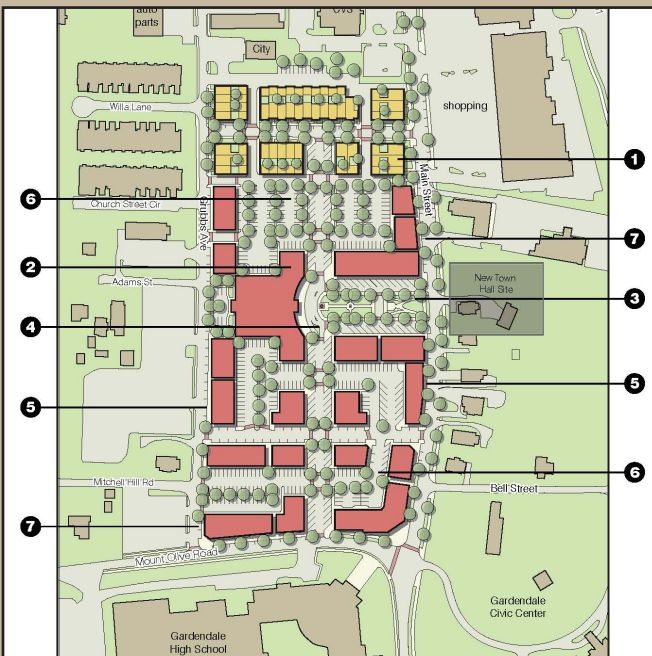 auto
parts
CVS
City
shopping
Willa Lane
1
Main Street
6
Church Street Cir
Grubbs Ave
7
2
Adams St
New Town
Hall Site
3
4
5
5
6
Mitchell Hill Rd
Bell Street
7
Mount Olive Road
Gardendale
Civic Center
Gardendale
High School